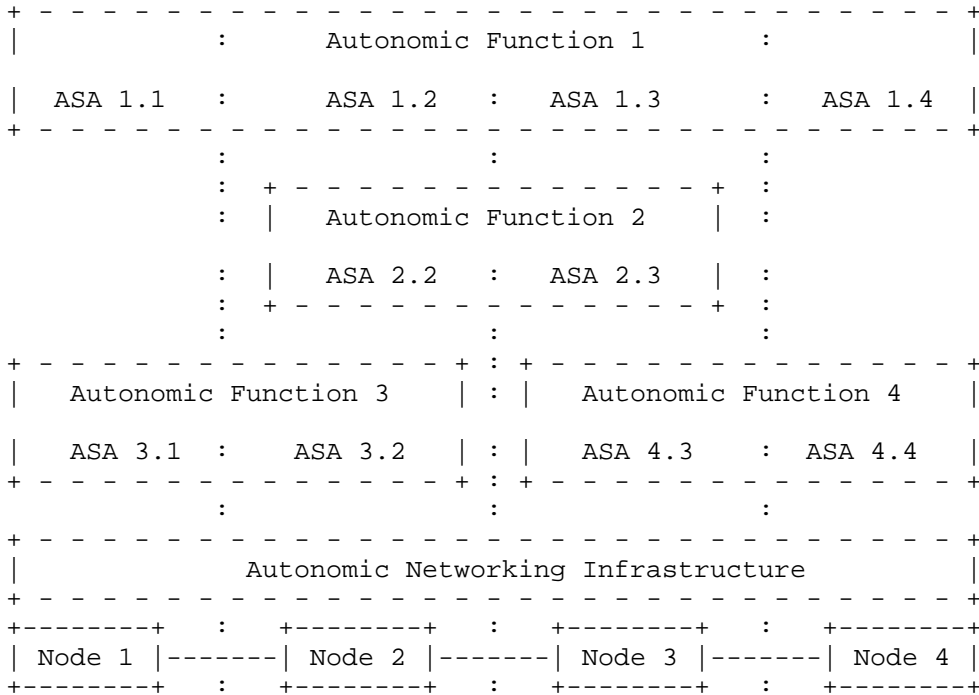 Autonomic Function 1
ASA 1.1 : ASA 1.2 : ASA 1.3 : ASA 1.4
Autonomic Function 2
ASA 2.2 : ASA 2.3
Autonomic Function 3
Autonomic Function 4
ASA 3.1 : ASA 3.2
ASA 4.3 : ASA 4.4
Autonomic Networking Infrastructure
Node 1
Node 2
Node 3
Node 4